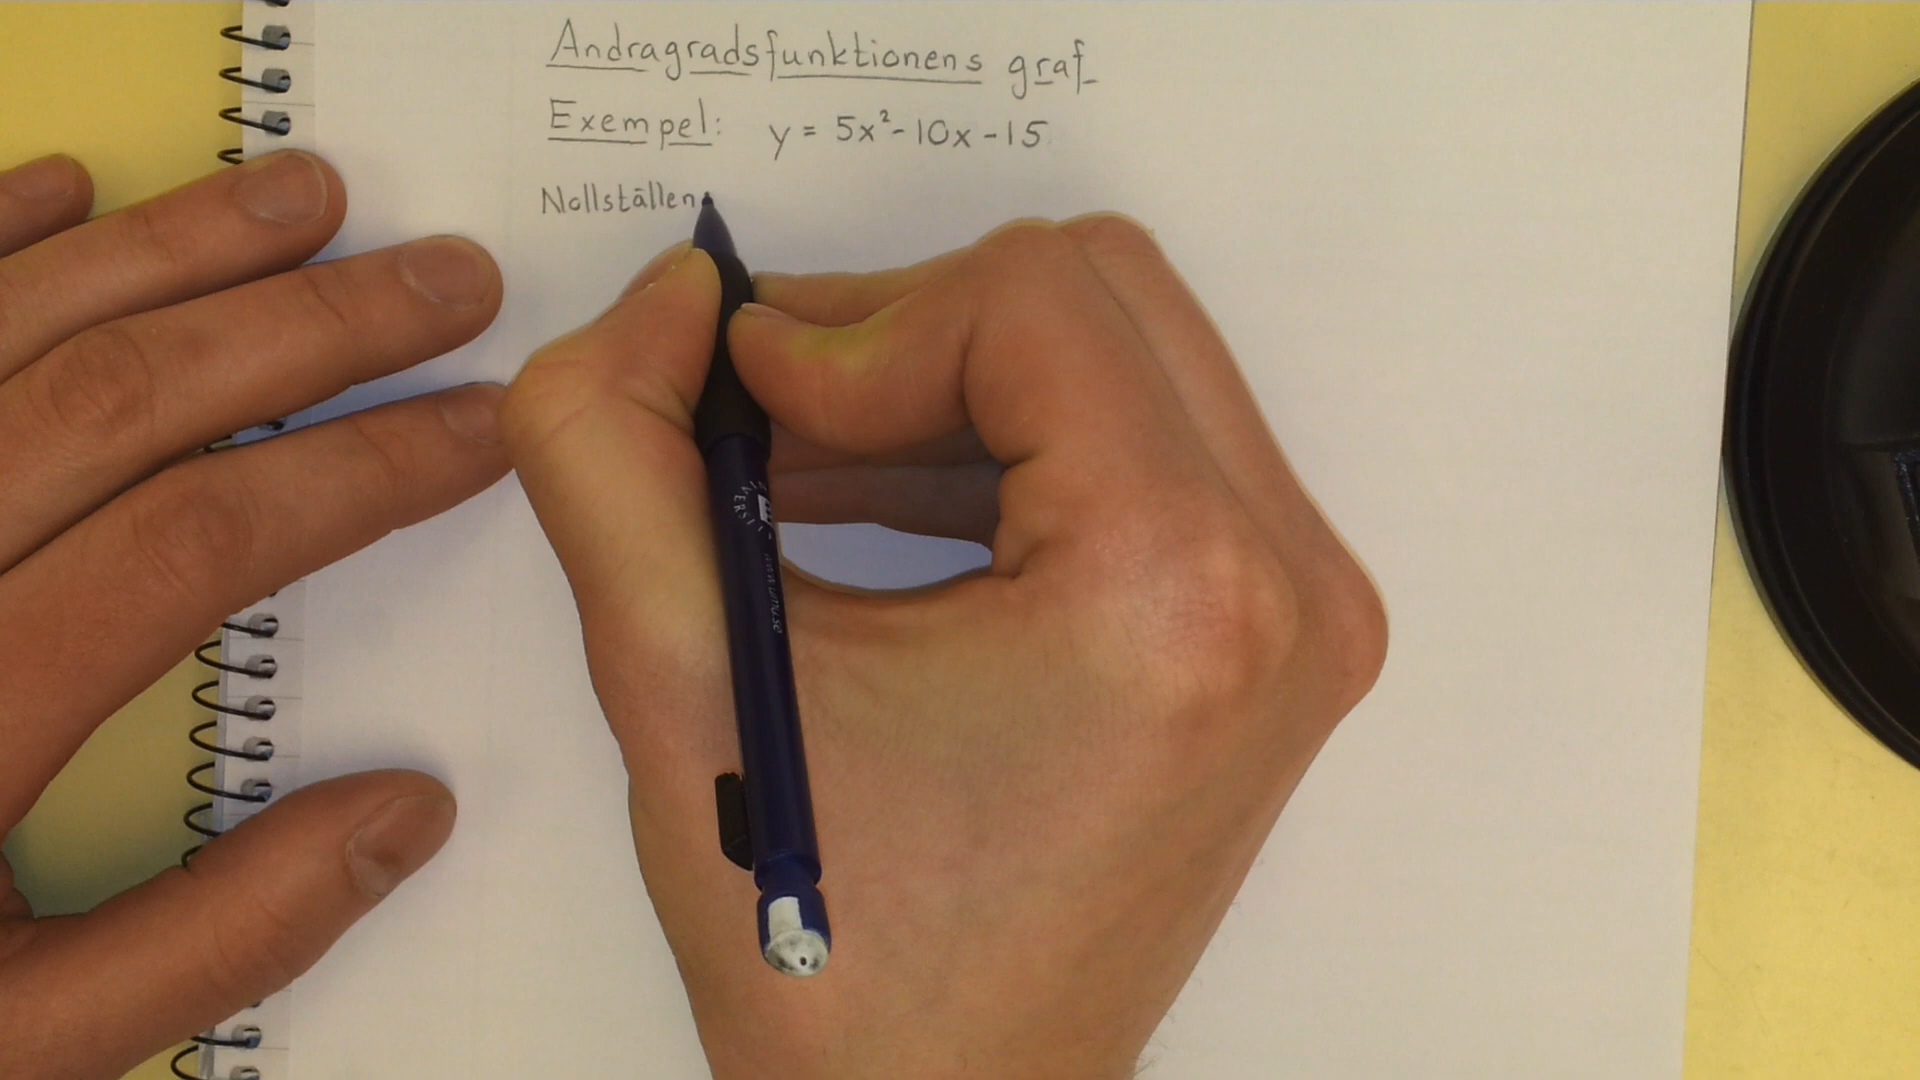 Andragradsfunktionens graf
Exempel: y = 5x² - 10x - 15
Nollställen